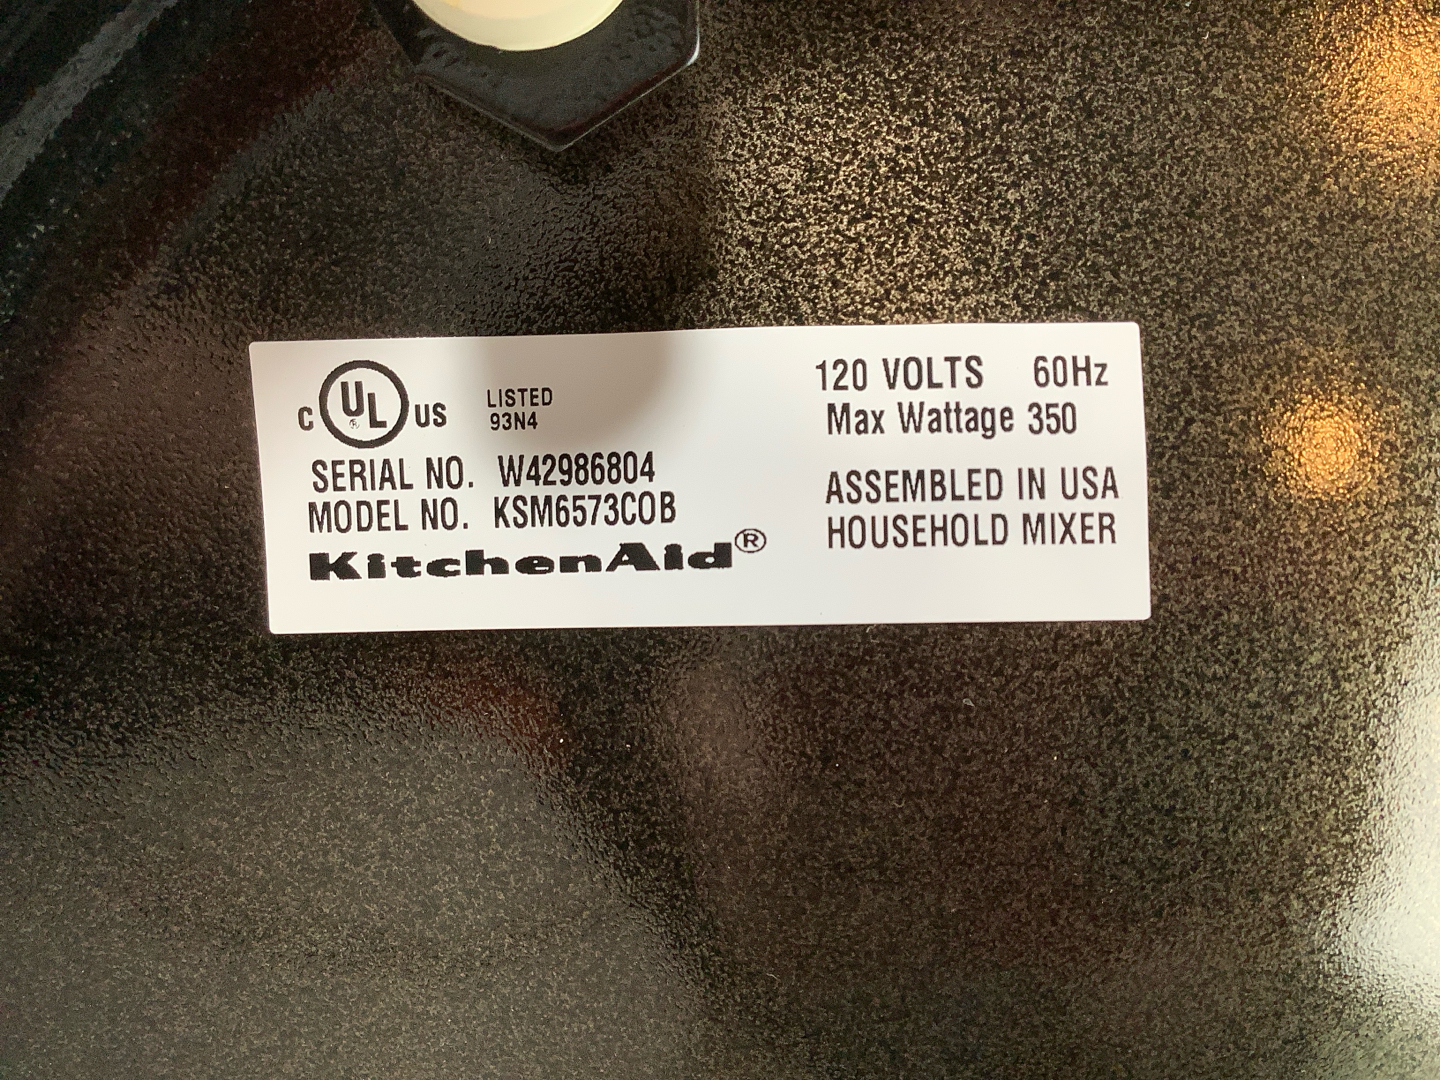 C UL® US LISTED
93N4
SERIAL NO. W42986804
MODEL NO. KSM6573COB
KitchenAid®
120 VOLTS 60Hz
Max Wattage 350
ASSEMBLED IN USA
HOUSEHOLD MIXER